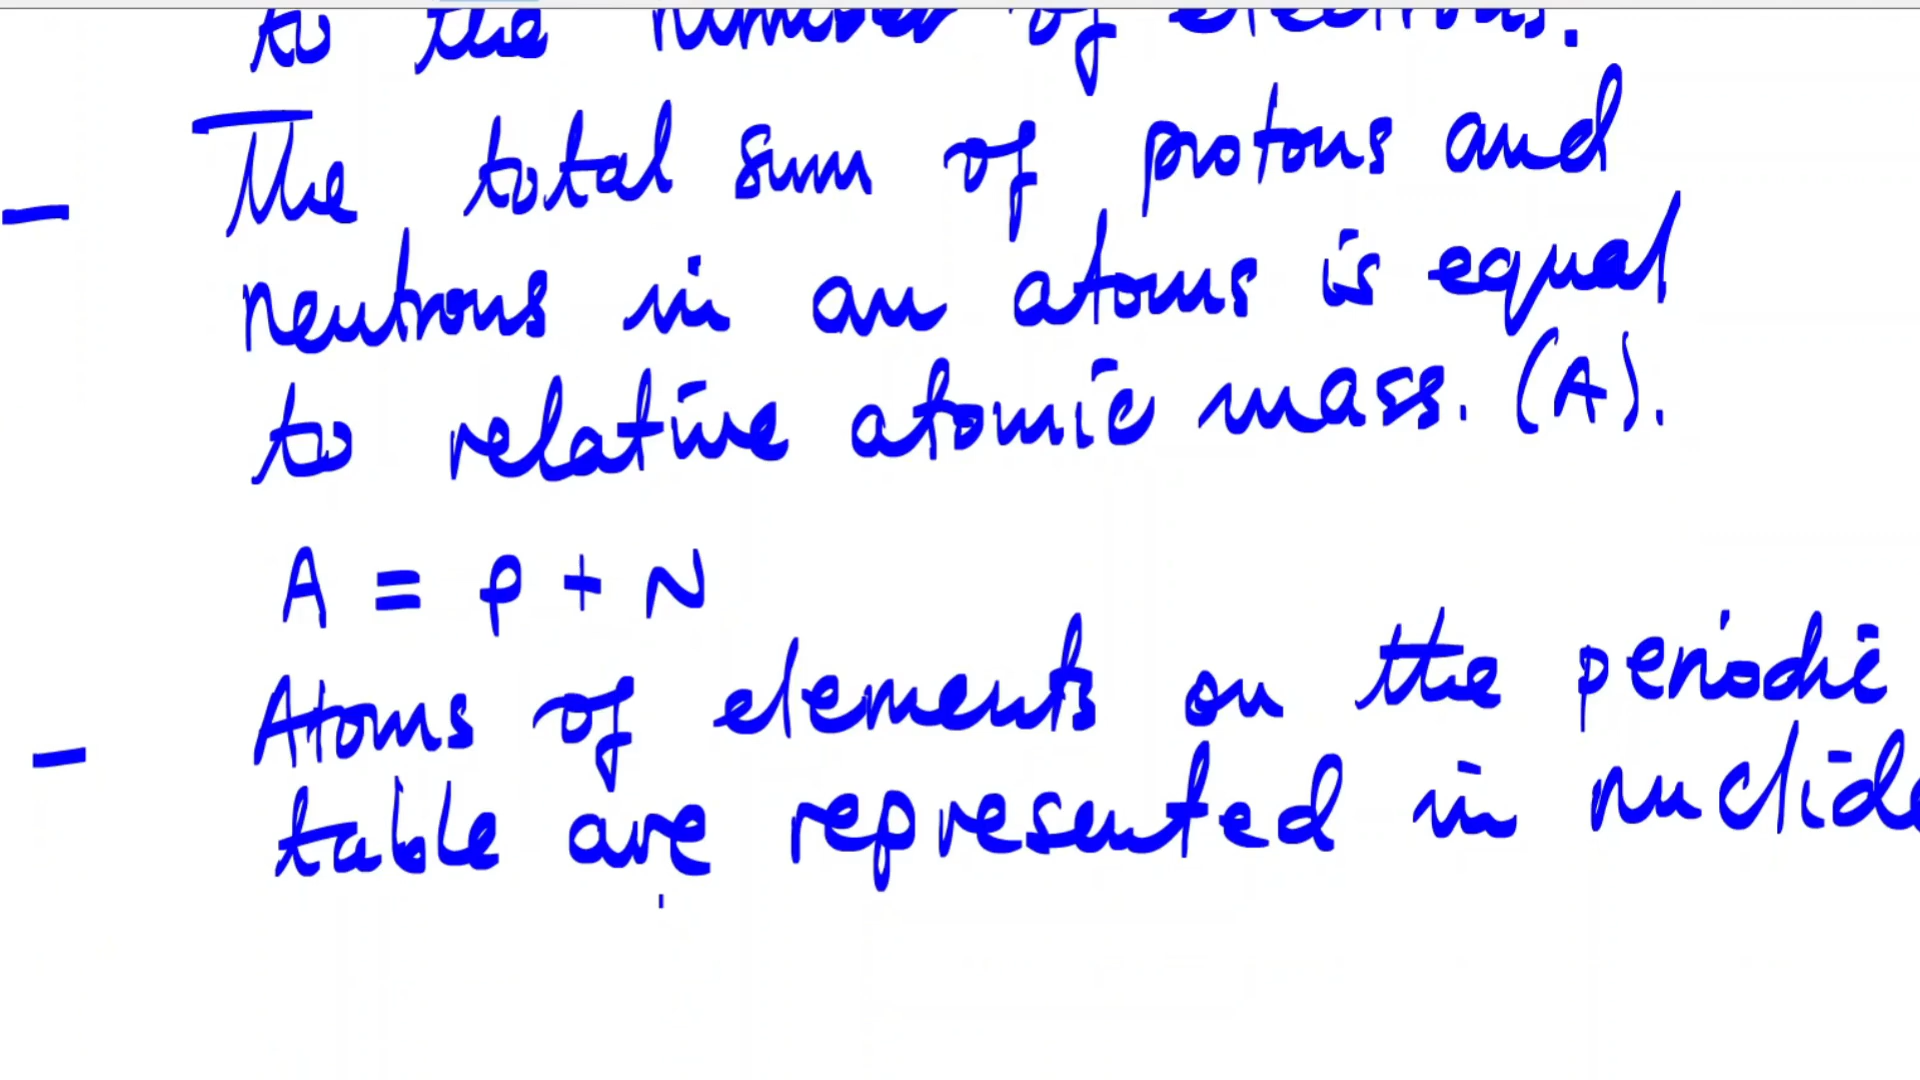 to the number of electrons.
- The total sum of protons and
neutrons in an atoms is equal
to relative atomic mass. (A).
A = P + N
- Atoms of elements on the periodic
table are represented in nuclide